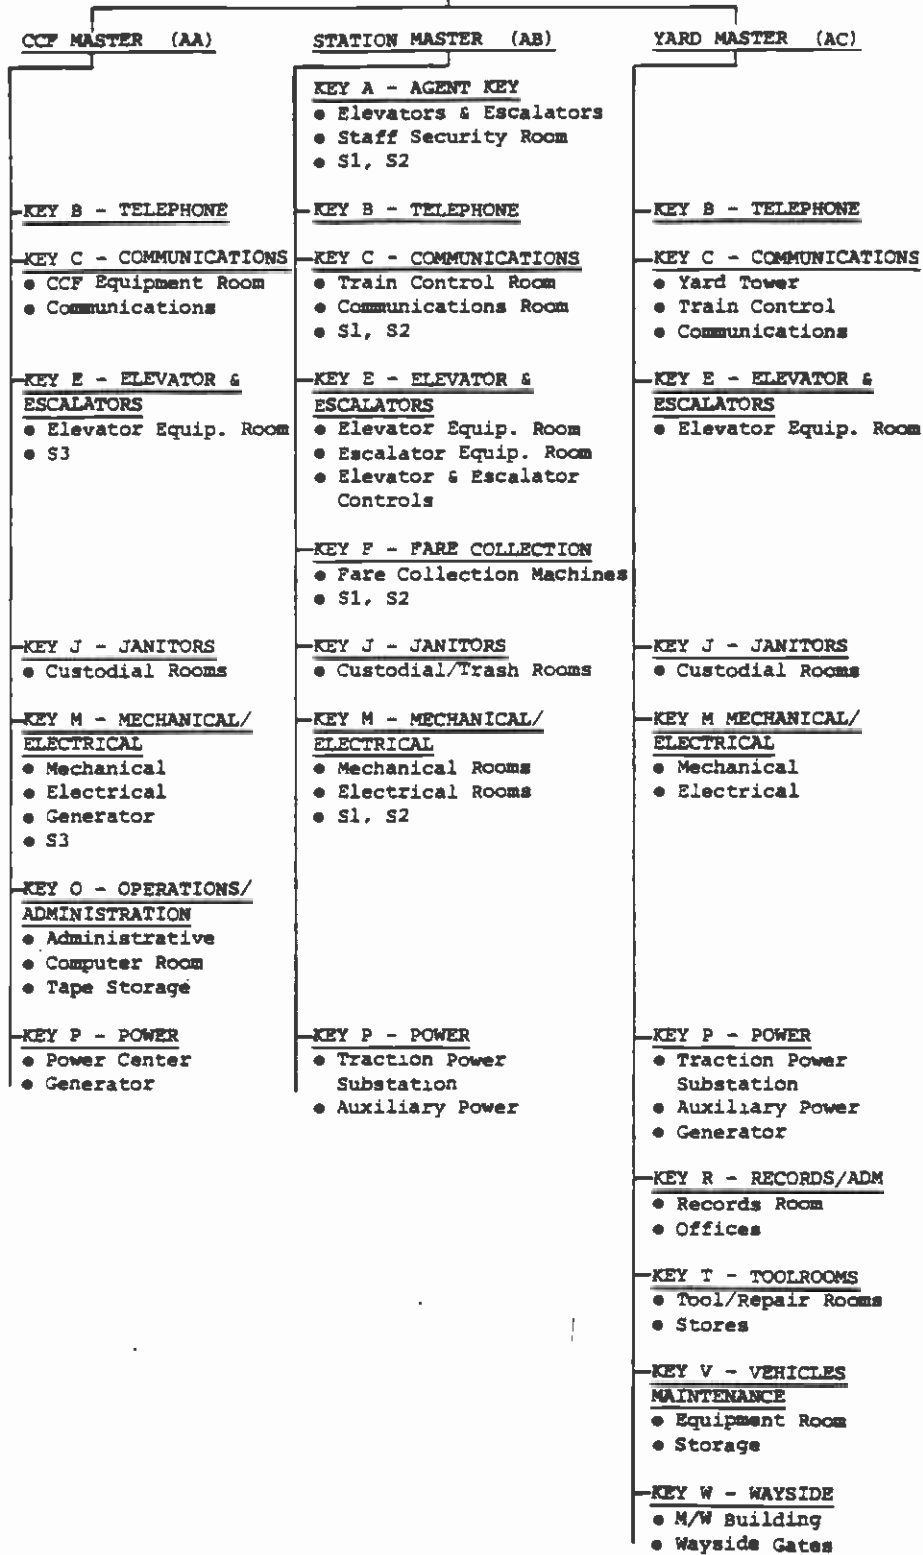 CCF MASTER (AA)
KEY B - TELEPHONE
KEY C - COMMUNICATIONS
• CCF Equipment Room
• Communications
KEY E - ELEVATOR &
ESCALATORS
• Elevator Equip. Room
• S3
KEY J - JANITORS
• Custodial Rooms
KEY M - MECHANICAL/
ELECTRICAL
• Mechanical
• Electrical
• Generator
• S3
KEY O - OPERATIONS/
ADMINISTRATION
• Administrative
• Computer Room
• Tape Storage
KEY P - POWER
• Power Center
• Generator
STATION MASTER (AB)
KEY A - AGENT KEY
• Elevators & Escalators
• Staff Security Room
• S1, S2
KEY B - TELEPHONE
KEY C - COMMUNICATIONS
• Train Control Room
• Communications Room
• S1, S2
KEY E - ELEVATOR &
ESCALATORS
• Elevator Equip. Room
• Escalator Equip. Room
• Elevator & Escalator
Controls
KEY F - FARE COLLECTION
• Fare Collection Machines
• S1, S2
KEY J - JANITORS
• Custodial/Trash Rooms
KEY M - MECHANICAL/
ELECTRICAL
• Mechanical Rooms
• Electrical Rooms
• S1, S2
KEY P - POWER
• Traction Power
Substation
• Auxiliary Power
YARD MASTER (AC)
KEY B - TELEPHONE
KEY C - COMMUNICATIONS
• Yard Tower
• Train Control
• Communications
KEY E - ELEVATOR &
ESCALATORS
• Elevator Equip. Room
KEY J - JANITORS
• Custodial Rooms
KEY M MECHANICAL/
ELECTRICAL
• Mechanical
• Electrical
KEY P - POWER
• Traction Power
Substation
• Auxiliary Power
• Generator
KEY R - RECORDS/ADM
• Records Room
• Offices
KEY T - TOOLROOMS
• Tool/Repair Rooms
• Stores
KEY V - VEHICLES
MAINTENANCE
• Equipment Room
• Storage
KEY W - WAYSIDE
• M/W Building
• Wayside Gates